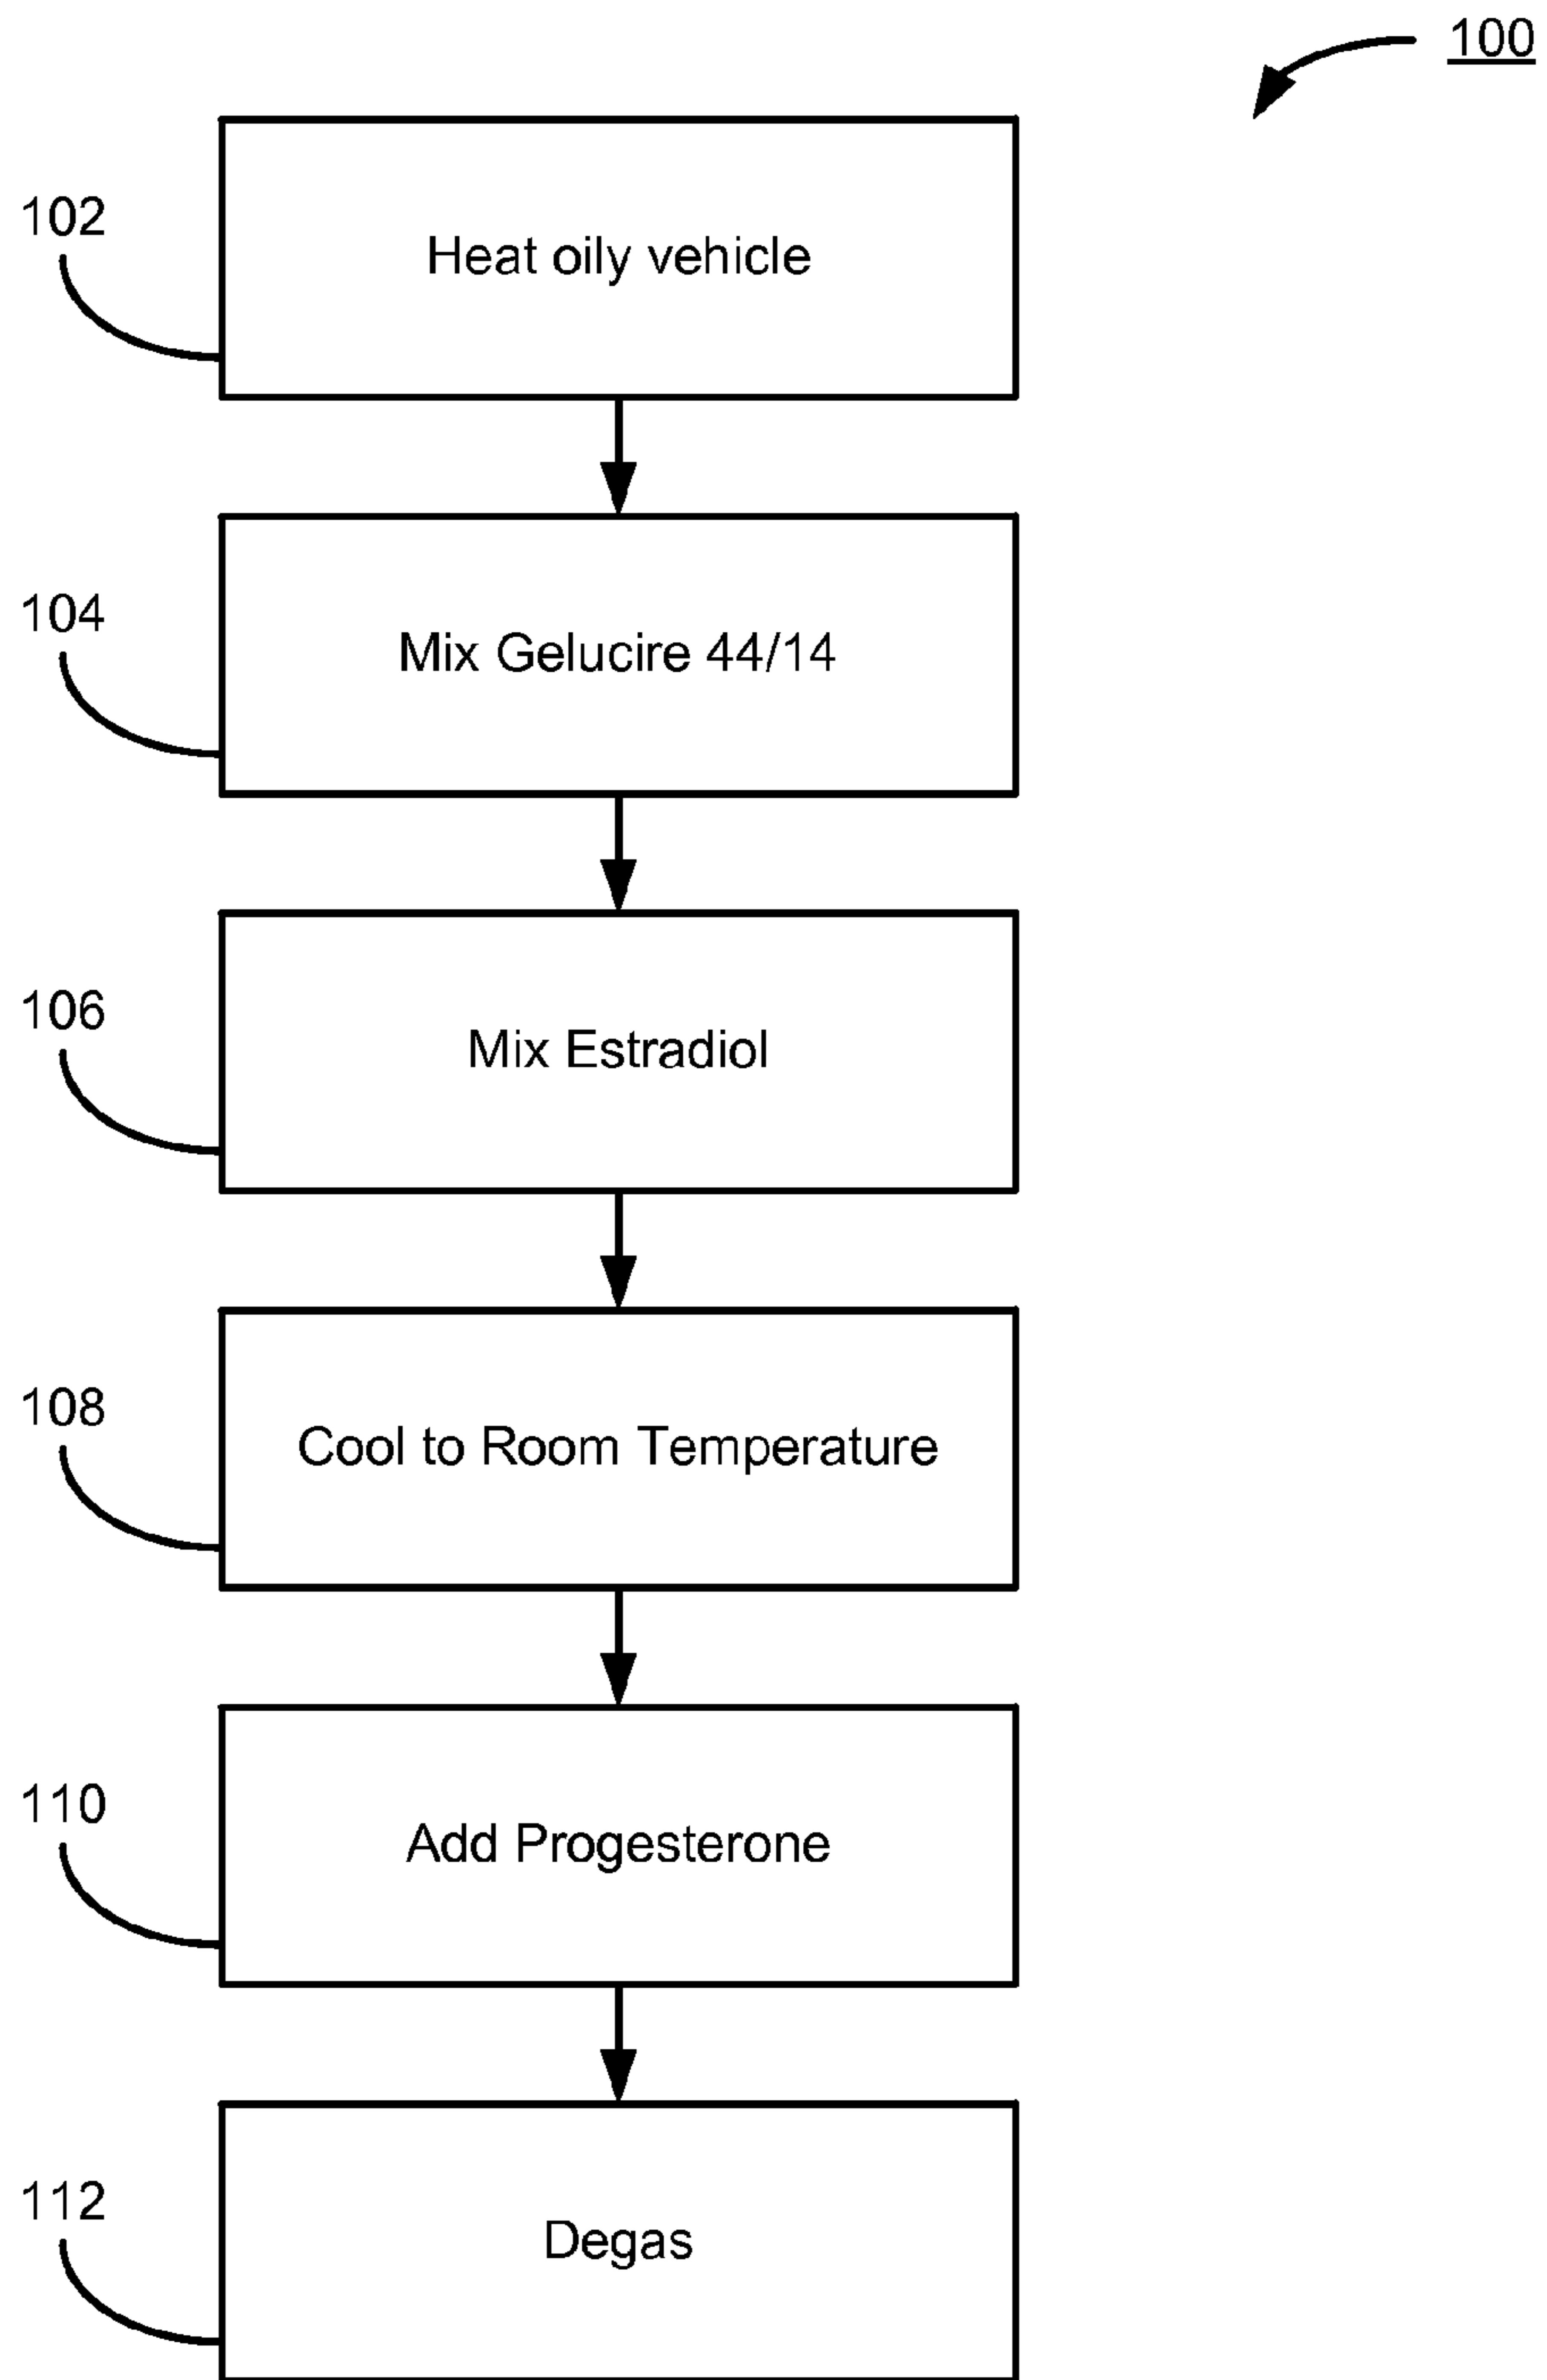 100
102
Heat oily vehicle
104
Mix Gelucire 44/14
106
Mix Estradiol
108
Cool to Room Temperature
110
Add Progesterone
112
Degas